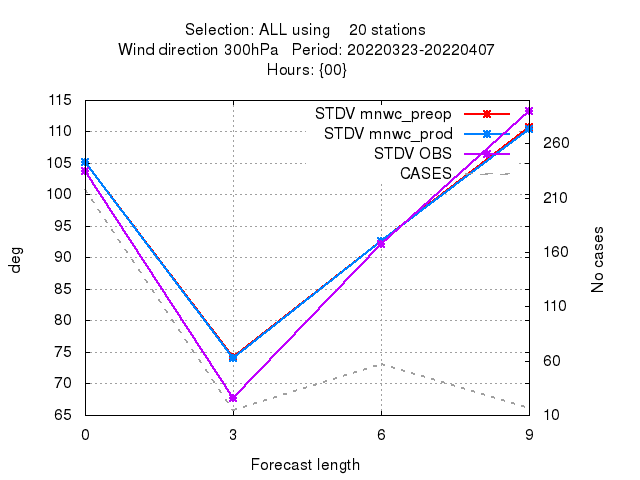 Selection: ALL using    20 stations
Wind direction 300hPa   Period: 20220323-20220407
Hours: {00}
STDV mnwc_preop
STDV mnwc_prod
STDV OBS
CASES
115
110
105
100
95
90
85
80
75
70
65
deg
260
210
160
110
60
10
No cases
0 3 6 9
Forecast length